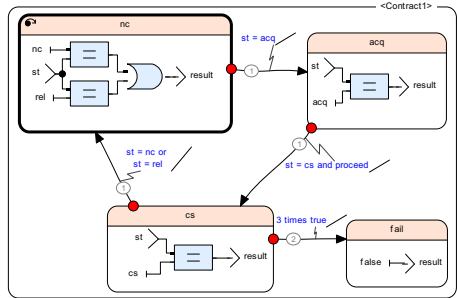 <Contract1>
nc
nc
st
rel
=
=
result
st = acq
1
acq
st
acq
=
result
1
st = cs and proceed
st = nc or
st = rel
1
cs
st
cs
=
result
3 times true
2
fail
false
result